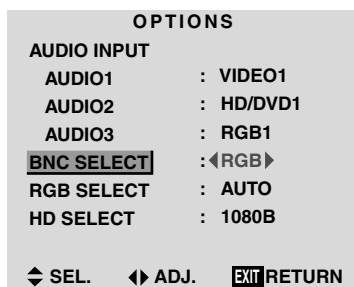 OPTIONS
AUDIO INPUT
AUDIO1 : VIDEO1
AUDIO2 : HD/DVD1
AUDIO3 : RGB1
BNC SELECT :◀RGB▶
RGB SELECT : AUTO
HD SELECT : 1080B
SEL. ADJ. EXIT RETURN